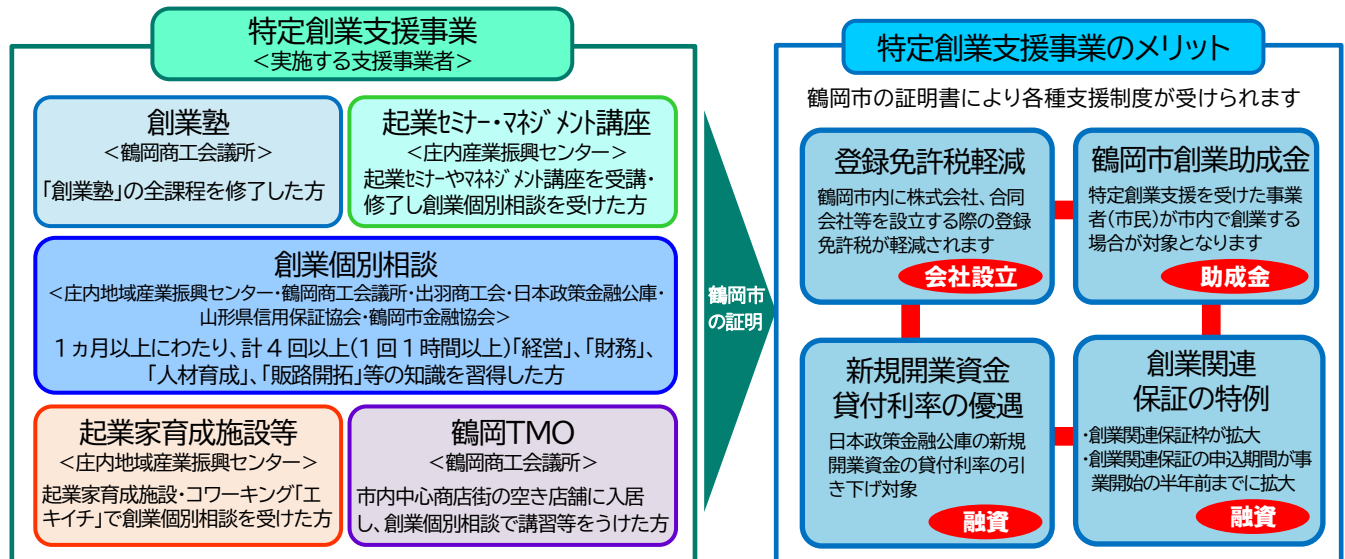 特定創業支援事業
<実施する支援事業者>
創業塾
<鶴岡商工会議所>
「創業塾」の全課程を修了した方
起業ｾﾐﾅｰ・ﾏﾈｼﾞﾒﾝﾄ講座
<庄内産業振興センター>
起業ｾﾐﾅｰやﾏﾈﾈｼﾞﾒﾝﾄ講座を受講・
修了し創業個別相談を受けた方
創業個別相談
<庄内地域産業振興センター・鶴岡商工会議所・出羽商工会・日本政策金融公庫・
山形県信用保証協会・鶴岡市金融協会>
1ヵ月以上にわたり、計4回以上(1回1時間以上)「経営」、「財務」、
「人材育成」、「販路開拓」等の知識を習得した方
起業家育成施設等
<庄内地域産業振興センター>
起業家育成施設・コワーキング「エ
キイチ」で創業個別相談を受けた方
鶴岡TMO
<鶴岡商工会議所>
市内中心商店街の空き店舗に入居
し、創業個別相談で講習等をうけた方
鶴岡市
の証明
特定創業支援事業のメリット
鶴岡市の証明書により各種支援制度が受けられます
登録免許税軽減
鶴岡市内に株式会社、合同
会社等を設立する際の登録
免許税が軽減されます
会社設立
鶴岡市創業助成金
特定創業支援を受けた事業
者(市民)が市内で創業する
場合が対象となります
助成金
新規開業資金
貸付利率の優遇
日本政策金融公庫の新規
開業資金の貸付利率の引
き下げ対象
融資
創業関連
保証の特例
・創業関連保証枠が拡大
・創業関連保証の申込期間が事
業開始の半年前までに拡大
融資